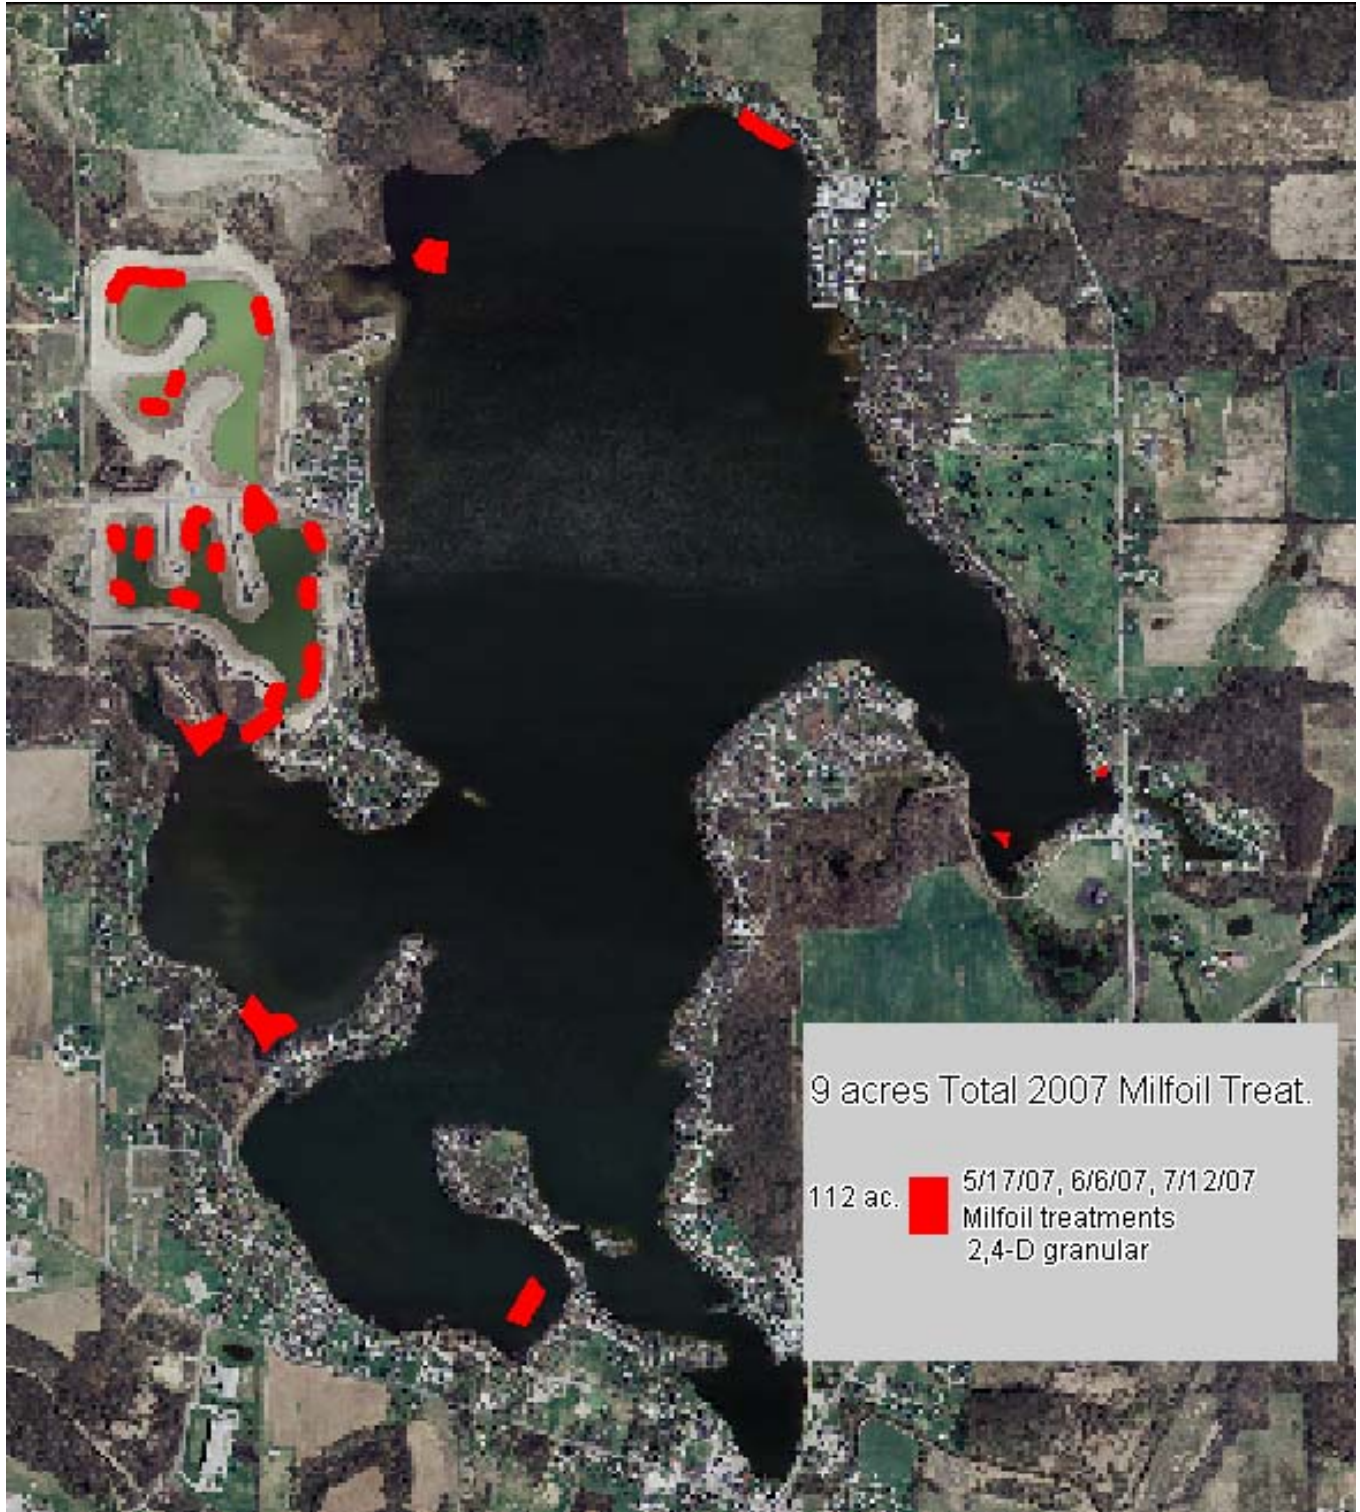 9 acres Total 2007 Milfoil Treat.
112 ac. 5/17/07, 6/6/07, 7/12/07
Milfoil treatments
2,4-D granular